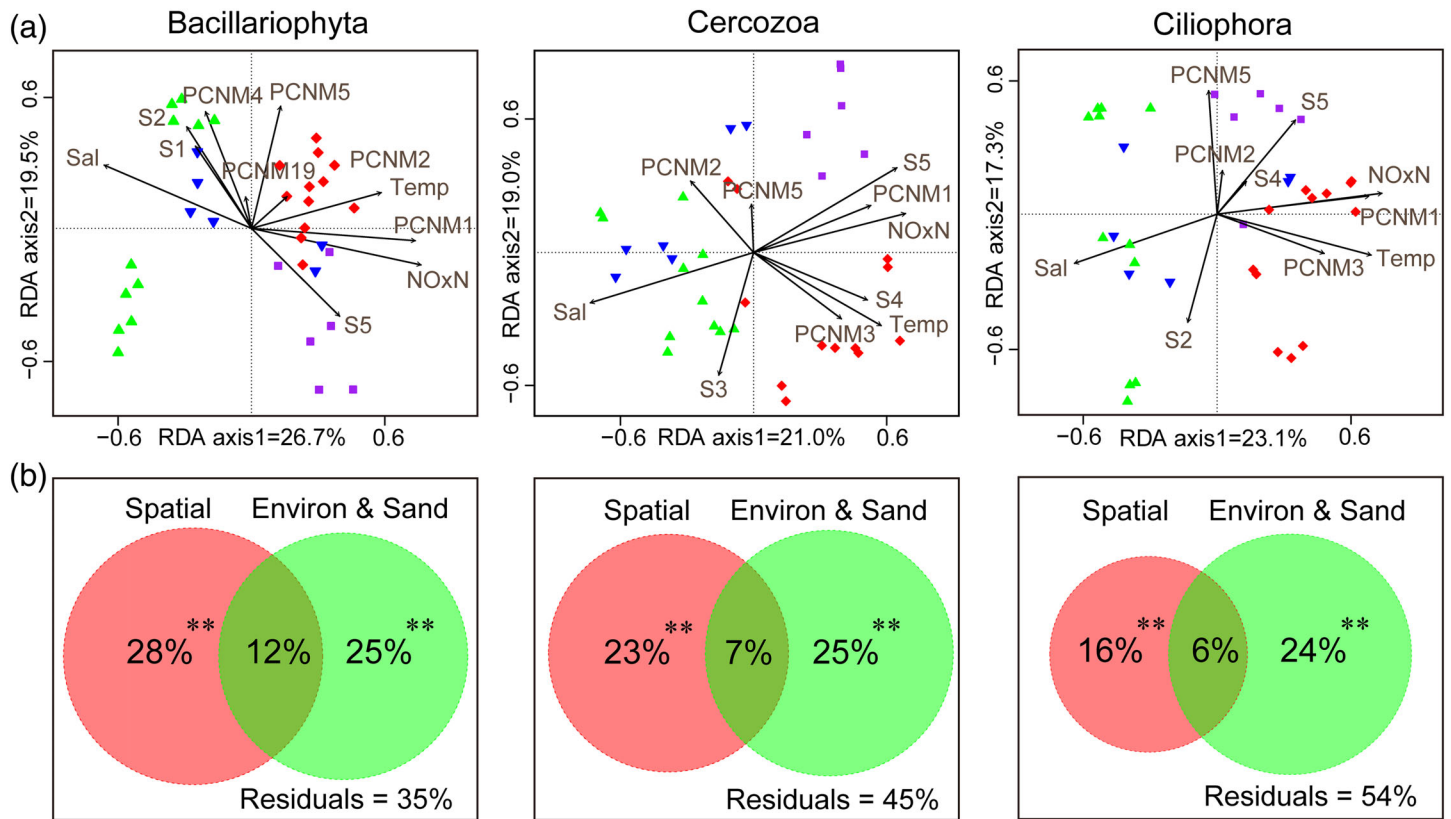 (a)
Bacillariophyta
Cercozoa
Ciliophora
RDA axis2=19.5%
0.6
−0.6
PCNM4
PCNM5
S2
S1
Sal
PCNM19
PCNM2
Temp
PCNM1
NOxN
S5
−0.6
RDA axis1=26.7%
0.6
RDA axis2=19.0%
0.6
−0.6
PCNM2
PCNM5
S5
PCNM1
NOxN
Sal
S4
Temp
PCNM3
S3
−0.6
RDA axis1=21.0%
0.6
RDA axis2=17.3%
0.6
−0.6
PCNM5
S5
PCNM2
S4
NOxN
PCNM1
Sal
Temp
PCNM3
S2
−0.6
RDA axis1=23.1%
0.6
(b)
Spatial
Environ & Sand
28%**
12%
25%**
Residuals = 35%
Spatial
Environ & Sand
23%**
7%
25%**
Residuals = 45%
Spatial
Environ & Sand
16%**
6%
24%**
Residuals = 54%